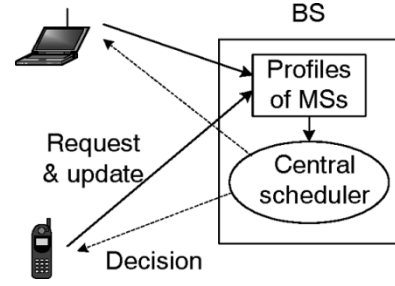 BS
Profiles
of MSs
Request
& update
Central
scheduler
Decision